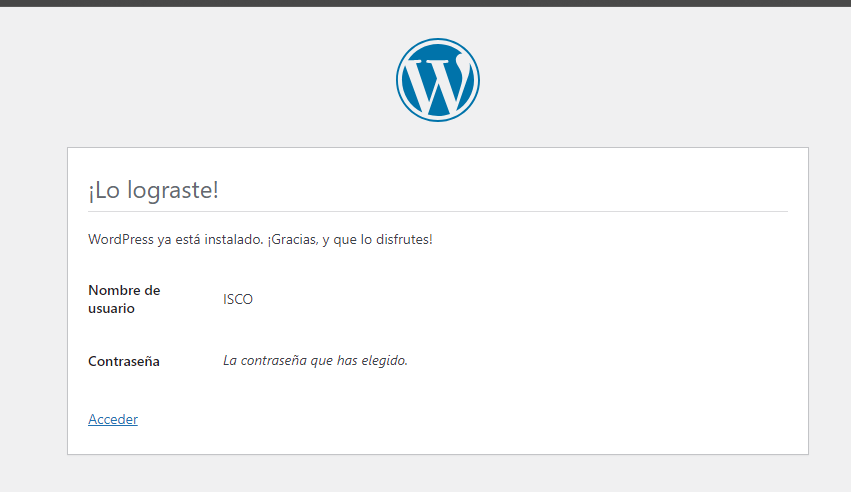 ¡Lo lograste!
WordPress ya está instalado. ¡Gracias, y que lo disfrutes!
Nombre de
usuario
ISCO
Contraseña
La contraseña que has elegido.
Acceder